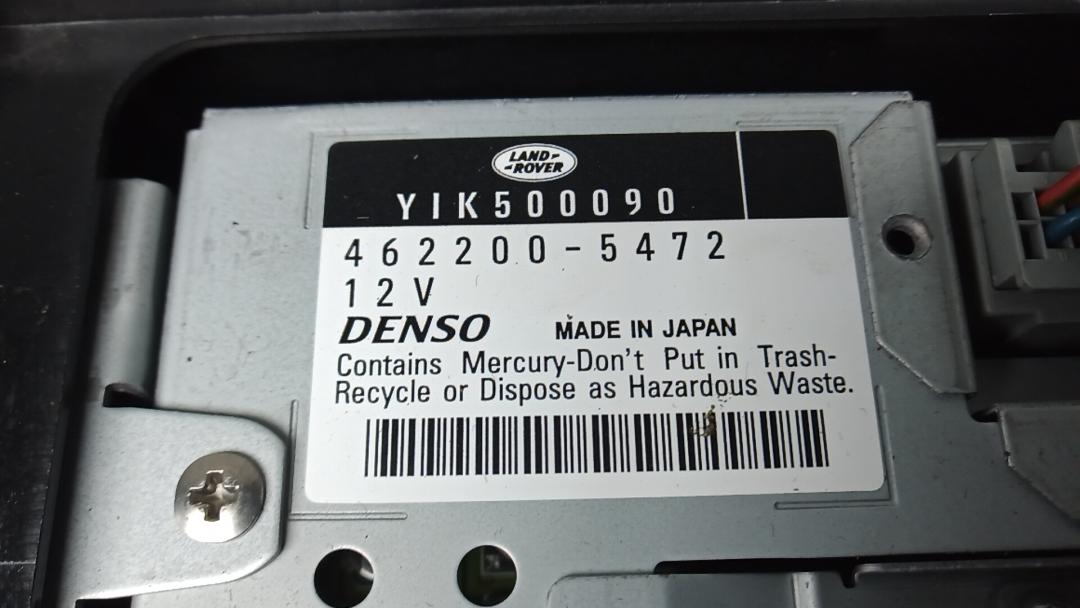 LAND-
-ROVER
YIK500090
462200-5472
12V
DENSO MADE IN JAPAN
Contains Mercury-Don't Put in Trash-
Recycle or Dispose as Hazardous Waste.